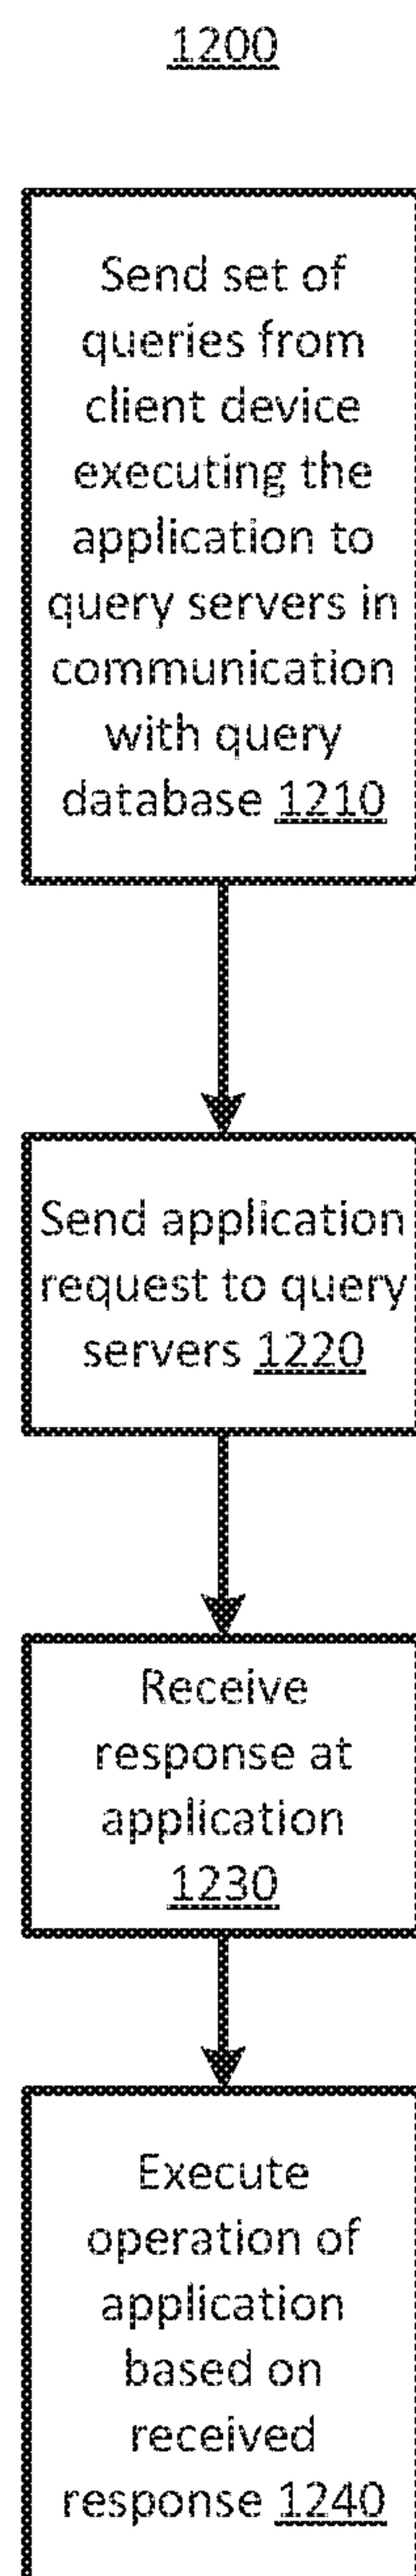 1200
Send set of
queries from
client device
executing the
application to
query servers in
communication
with query
database 1210
Send application
request to query
servers 1220
Receive
response at
application
1230
Execute
operation of
application
based on
received
response 1240